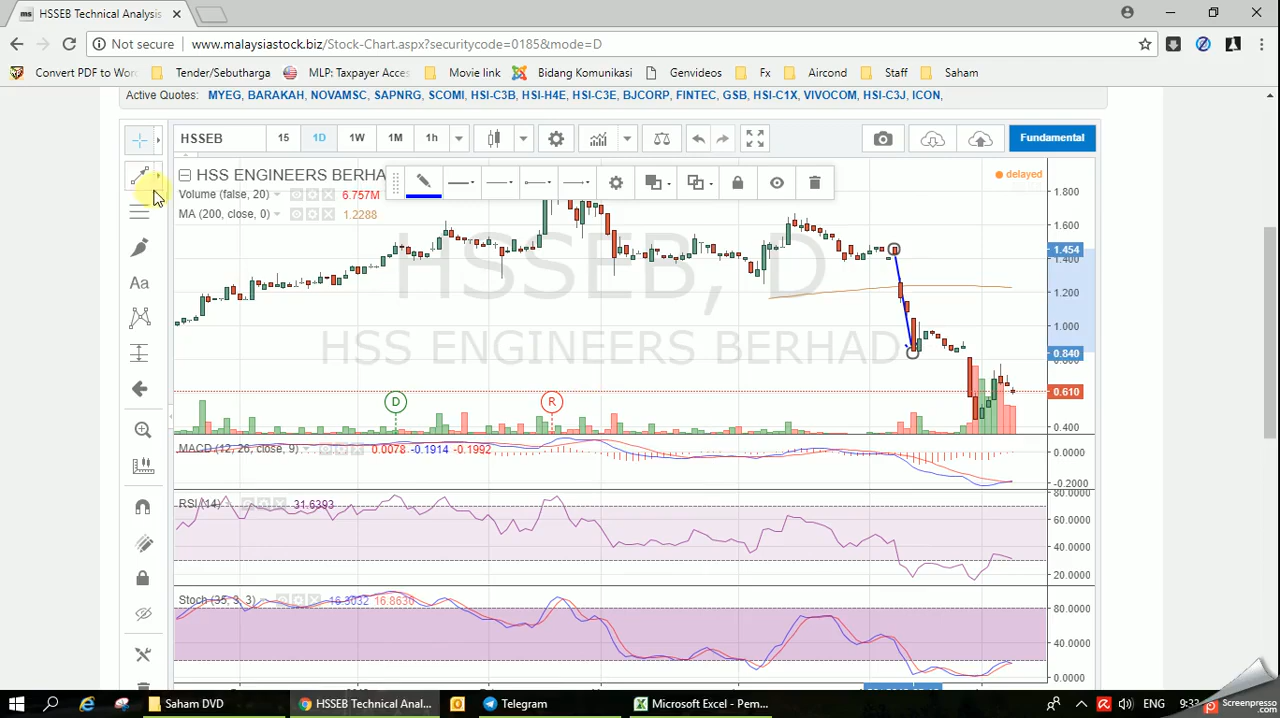 HSSEB Technical Analysis
Not secure
www.malaysiastock.biz/Stock-Chart.aspx?securitycode=0185&mode=D
Convert PDF to Wor
Tender/Sebutharga
MLP: Taxpayer Acces
Movie link
Bidang Komunikasi
Genvideos
Fx
Aircond
Staff
Saham
Active Quotes: MYEG, BARAKAH, NOVAMSC, SAPNRG, SCOMI, HSI-C3B, HSI-H4E, HSI-C3E, BJCORP, FINTEC, GSB, HSI-C1X, VIVOCOM, HSI-C3J, ICON,
HSSEB 15 1D 1W 1M 1h Fundamental
HSS ENGINEERS BERHA
delayed
Volume (false, 20) 6.757M
MA (200, close, 0) 1.2288
HSSEB, D
HSS ENGINEERS BERHAD
1.800
1.600
1.454
1.400
1.200
1.000
0.840
0.610
0.400
D
R
MACD (12, 26, close, 9) 0.0078 -0.1914 -0.1992
0.0000
-0.2000
RSI (14) 31.6393
80.0000
60.0000
40.0000
20.0000
Stoch (35, 3, 3) 16.3032 16.8630
80.0000
40.0000
0.0000
Aa
Saham DVD
HSSEB Technical Anal...
Telegram
Microsoft Excel - Pem...
ENG
9:33
Screenpresso
.com